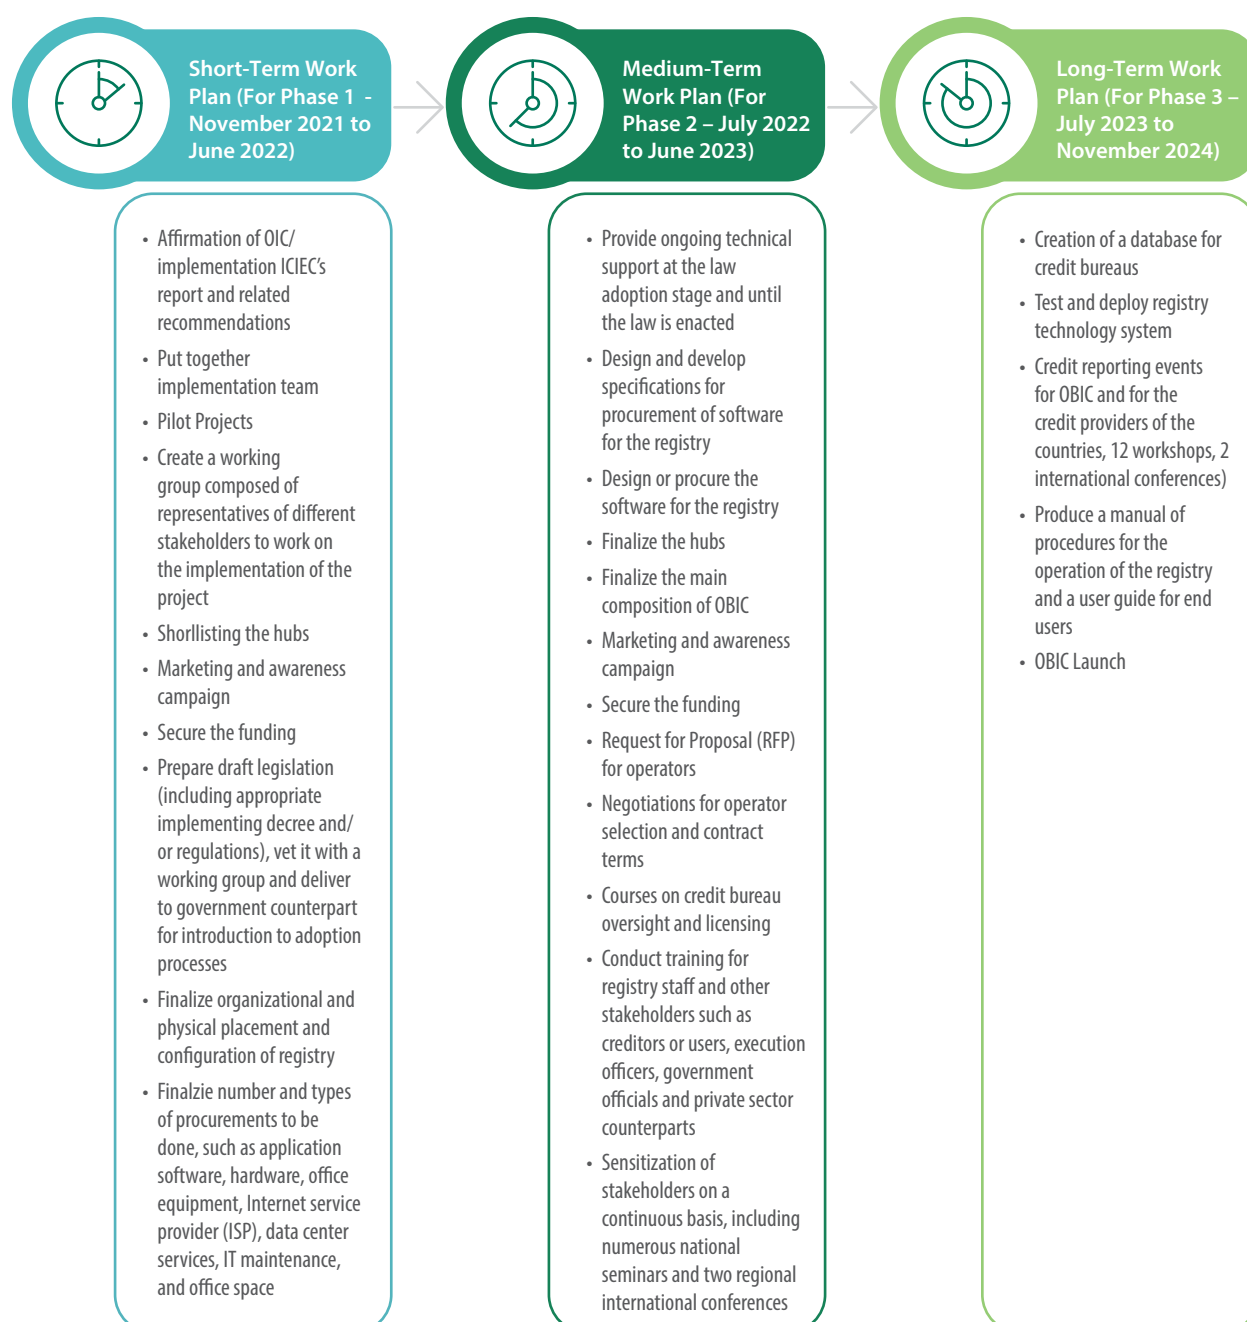 Short-Term Work
Plan (For Phase 1 -
November 2021 to
June 2022)
• Affirmation of OIC/
implementation ICIEC's
report and related
recommendations
• Put together
implementation team
• Pilot Projects
• Create a working
group composed of
representatives of different
stakeholders to work on
the implementation of the
project
• Shorllisting the hubs
• Marketing and awareness
campaign
• Secure the funding
• Prepare draft legislation
(including appropriate
implementing decree and/
or regulations), vet it with a
working group and deliver
to government counterpart
for introduction to adoption
processes
• Finalize organizational and
physical placement and
configuration of registry
• Finalzie number and types
of procurements to be
done, such as application
software, hardware, office
equipment, Internet service
provider (ISP), data center
services, IT maintenance,
and office space
Medium-Term
Work Plan (For
Phase 2 – July 2022
to June 2023)
• Provide ongoing technical
support at the law
adoption stage and until
the law is enacted
• Design and develop
specifications for
procurement of software
for the registry
• Design or procure the
software for the registry
• Finalize the hubs
• Finalize the main
composition of OBIC
• Marketing and awareness
campaign
• Secure the funding
• Request for Proposal (RFP)
for operators
• Negotiations for operator
selection and contract
terms
• Courses on credit bureau
oversight and licensing
• Conduct training for
registry staff and other
stakeholders such as
creditors or users, execution
officers, government
officials and private sector
counterparts
• Sensitization of
stakeholders on a
continuous basis, including
numerous national
seminars and two regional
international conferences
Long-Term Work
Plan (For Phase 3 –
July 2023 to
November 2024)
• Creation of a database for
credit bureaus
• Test and deploy registry
technology system
• Credit reporting events
for OBIC and for the
credit providers of the
countries, 12 workshops, 2
international conferences)
• Produce a manual of
procedures for the
operation of the registry
and a user guide for end
users
• OBIC Launch